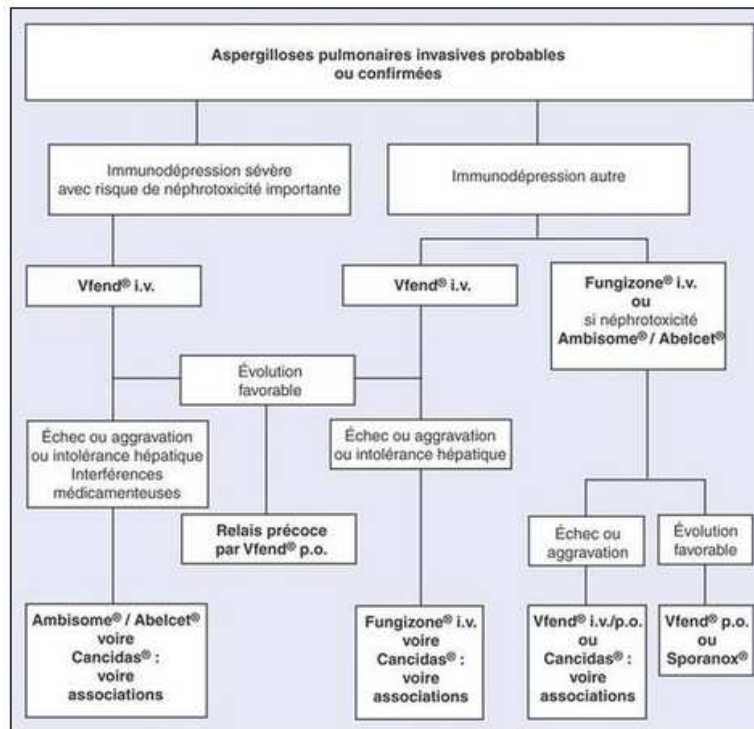 Aspergilloses pulmonaires invasives probables
ou confirmées
Immunodépression sévère
avec risque de néphrotoxicité importante
Immunodépression autre
Vfend® i.v.
Vfend® i.v.
Fungizone® i.v.
ou
si néphrotoxicité
Ambisome® / Abelcet®
Évolution
favorable
Échec ou aggravation
ou intolérance hépatique
Interférences
médicamenteuses
Échec ou aggravation
ou intolérance hépatique
Relais précoce
par Vfend® p.o.
Échec ou
aggravation
Évolution
favorable
Ambisome® / Abelcet®
voire
Cancidas® :
voire
associations
Fungizone® i.v.
voire
Cancidas® :
voire
associations
Vfend® i.v./p.o.
ou
Cancidas® :
voire
associations
Vfend® p.o.
ou
Sporanox®